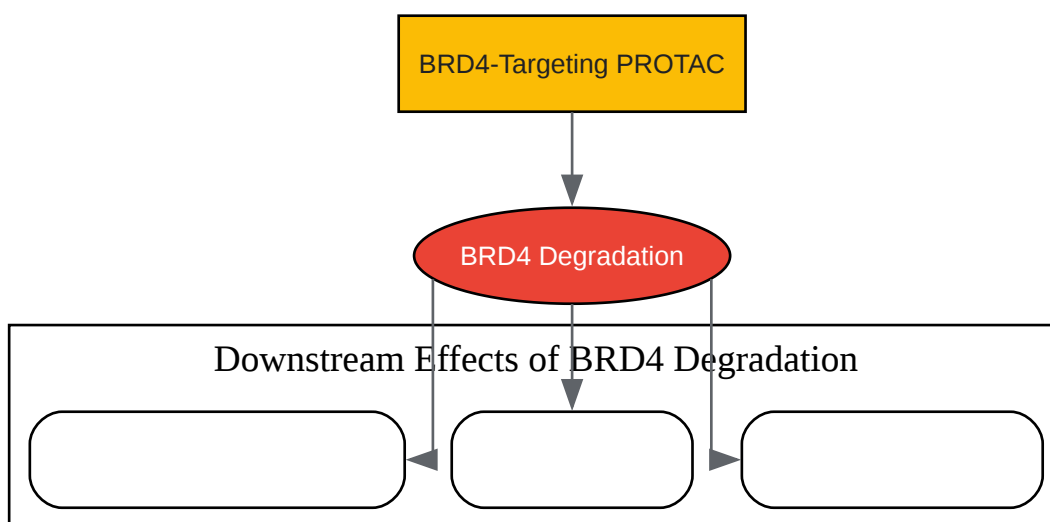 BRD4-Targeting PROTAC
BRD4 Degradation
Downstream Effects of BRD4 Degradation